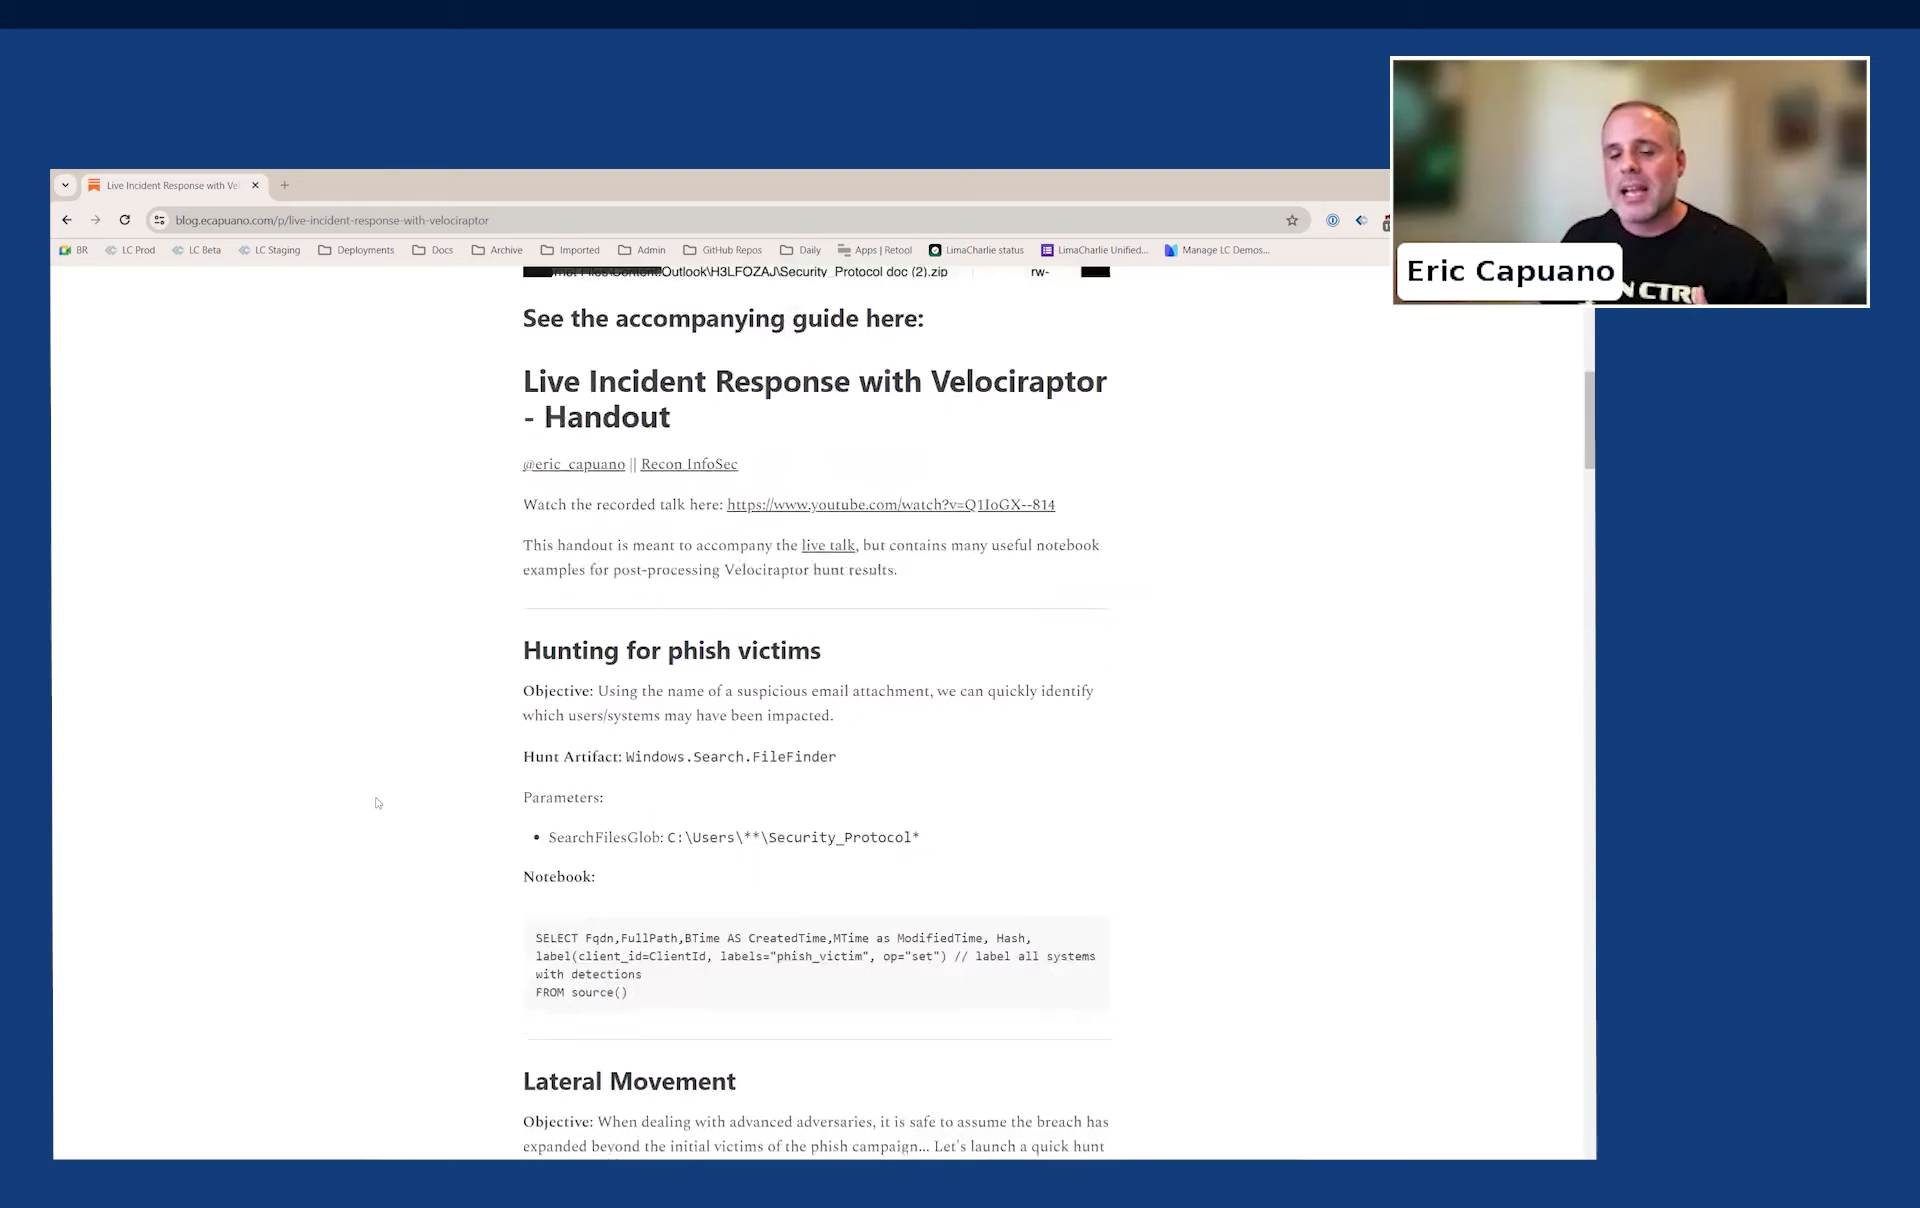 Live Incident Response with Vel
blog.ecapuano.com/p/live-incident-response-with-velociraptor
BR LC Prod LC Beta LC Staging Deployments Docs Archive Imported Admin GitHub Repos Daily Apps | Retool LimaCharlie status LimaCharlie Unified... Manage LC Demos...
Outlook\H3LFOZAJ\Security_Protocol doc (2).zip rw-
Eric Capuano
N CTR
See the accompanying guide here:
Live Incident Response with Velociraptor
- Handout
@eric_capuano || Recon InfoSec
Watch the recorded talk here: https://www.youtube.com/watch?v=Q1IoGX--814
This handout is meant to accompany the live talk, but contains many useful notebook
examples for post-processing Velociraptor hunt results.
Hunting for phish victims
Objective: Using the name of a suspicious email attachment, we can quickly identify
which users/systems may have been impacted.
Hunt Artifact: Windows.Search.FileFinder
Parameters:
• SearchFilesGlob: C:\Users\**\Security_Protocol*
Notebook:
SELECT Fqdn,FullPath,BTime AS CreatedTime,MTime as ModifiedTime, Hash,
label(client_id=ClientId, labels="phish_victim", op="set") // label all systems
with detections
FROM source()
Lateral Movement
Objective: When dealing with advanced adversaries, it is safe to assume the breach has
expanded beyond the initial victims of the phish campaign... Let's launch a quick hunt